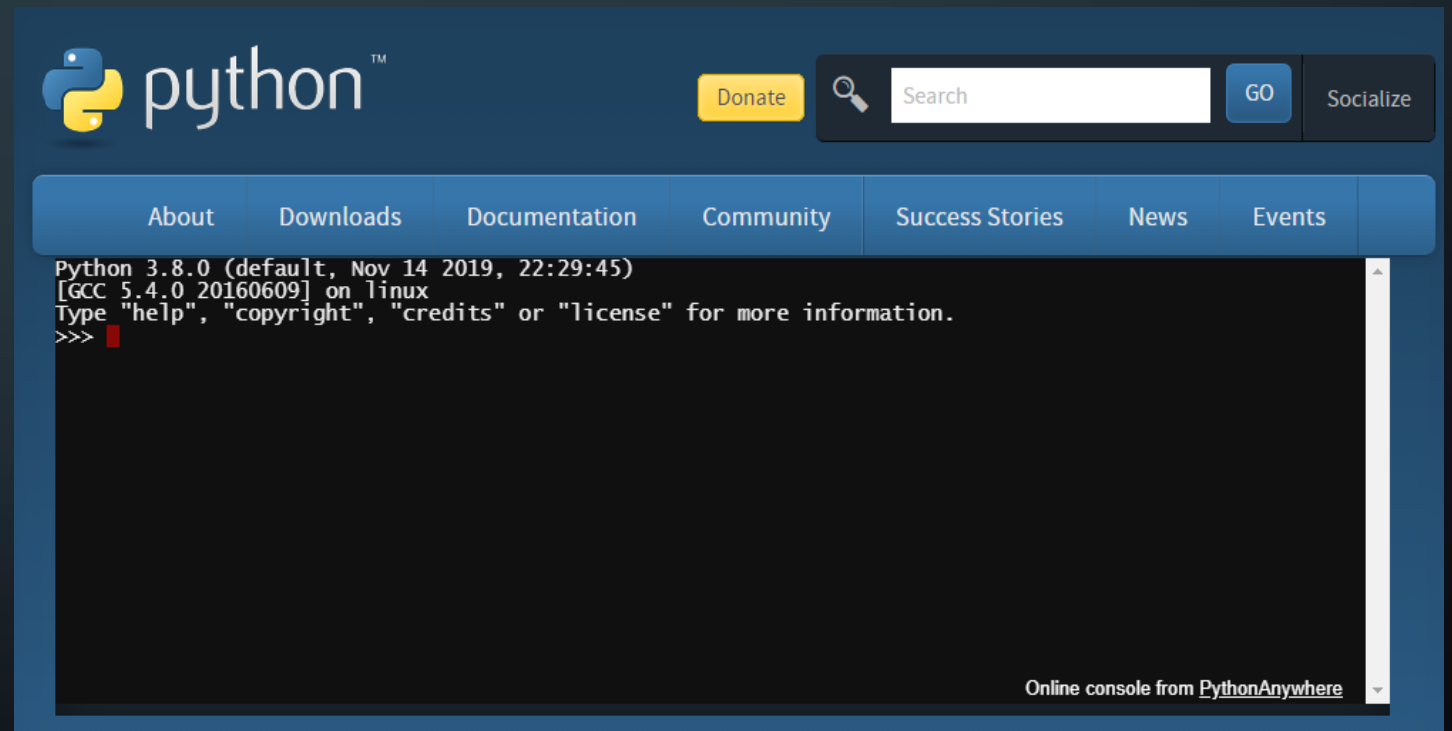 python™
Donate
Search
GO
Socialize
About
Downloads
Documentation
Community
Success Stories
News
Events
Python 3.8.0 (default, Nov 14 2019, 22:29:45)
[GCC 5.4.0 20160609] on linux
Type "help", "copyright", "credits" or "license" for more information.
>>>
Online console from PythonAnywhere